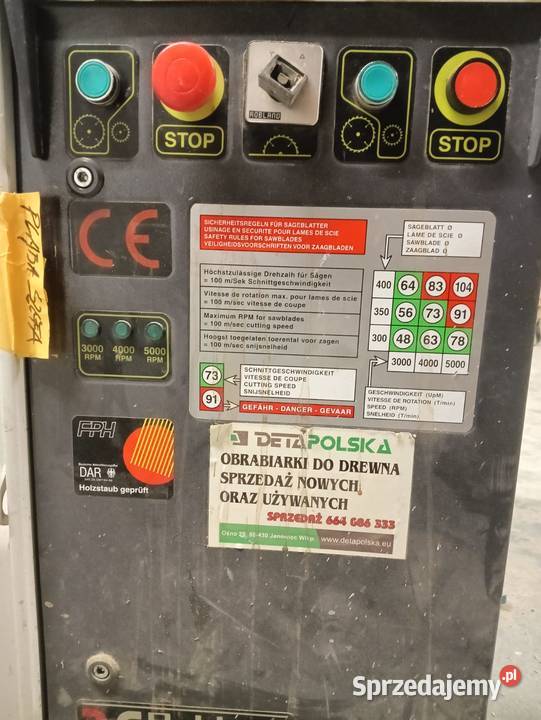 ROBLAND
STOP
STOP
CE
3000 RPM 4000 RPM 5000 RPM
FPH
DAR
Holzstaub geprüft
SICHERHEITSREGELN FÜR SAGEBLATTER
USINAGE EN SECURITE POUR LAMES DE SCIE
SAFETY RULES FOR SAWBLADES
VEILIGHEIDSVOORSCHRIFTEN VOOR ZAAGBLADEN
Höchstzulässige Drehzalh für Sägen
= 100 m/Sek Schnittgeschwindigkeit
Vitesse de rotation max. pour lames de scie
= 100 m/sec vitesse de coupe
Maximum RPM for sawblades
= 100 m/sec cutting speed
Hoogst toegelaten toerental voor zagen
= 100 m/sec snijsnelheid
SAGEBLATT Ø
LAME DE SCIE Ø
SAWBLADE Ø
ZAAGBLAD Ø
400 64 83 104
350 56 73 91
300 48 63 78
3000 4000 5000
73
SCHNITTGESCHWINDIGKEIT
VITESSE DE COUPE
CUTTING SPEED
SNIJSNELHEID
91 GEFÄHR - DANGER - GEVAAR
GESCHWINDIGKEIT (UpM)
VITESSE DE ROTATION (T/min)
SPEED (RPM)
SNELHEID (T/min)
DETAPOLSKA
OBRABIARKI DO DREWNA
SPRZEDAŻ NOWYCH
ORAZ UŻYWANYCH
SPRZEDAŻ 664 686 333
www.detapolska.eu
Sprzedajemy.pl